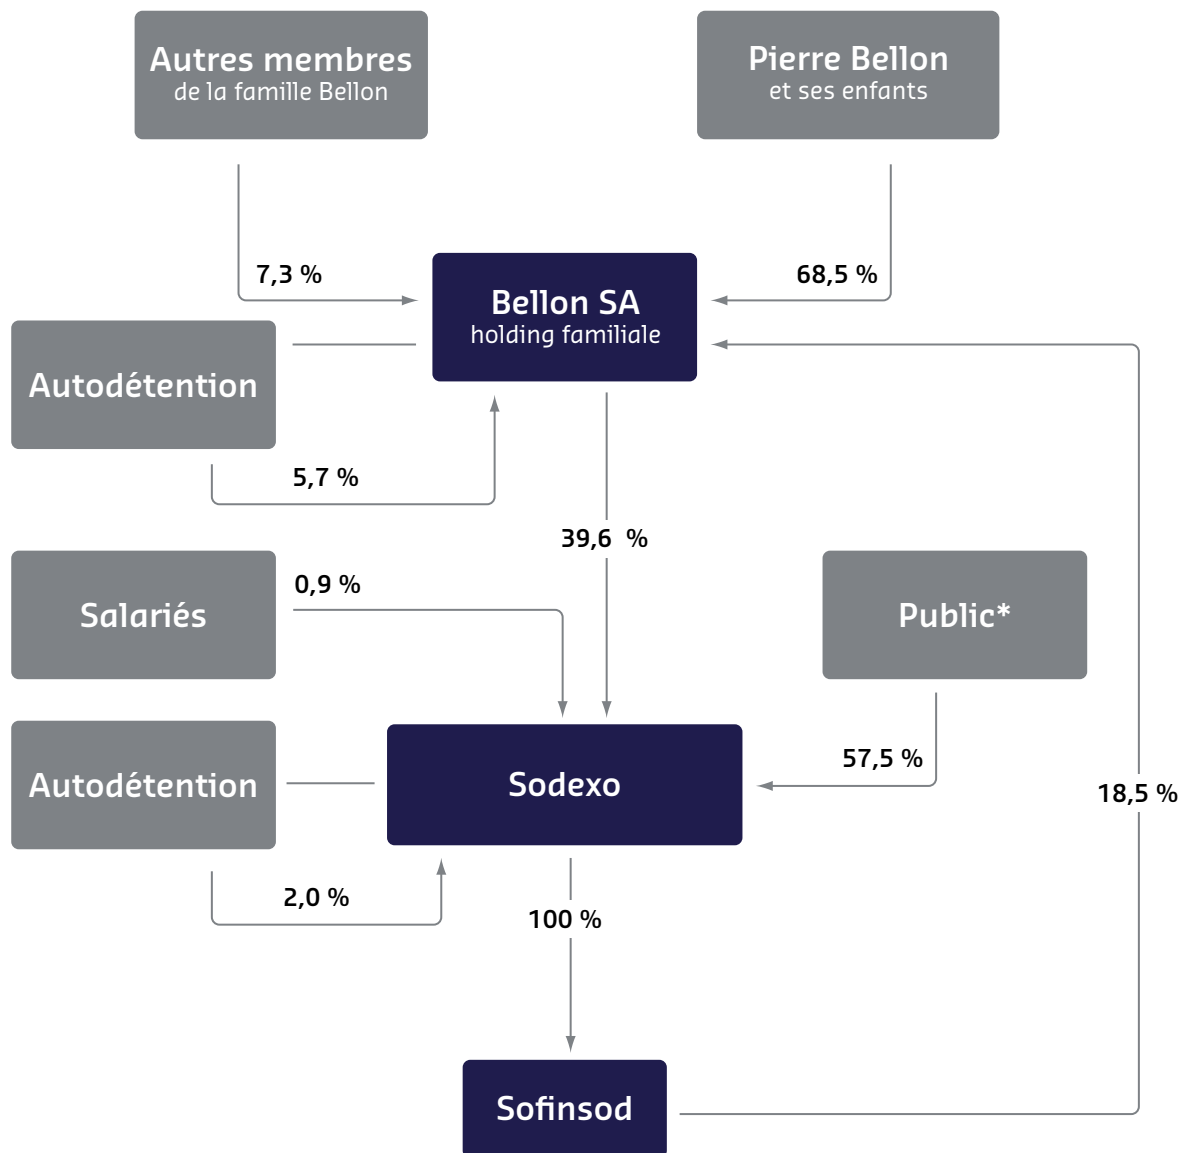 Autres membres
de la famille Bellon
Pierre Bellon
et ses enfants
7,3 %
68,5 %
Bellon SA
holding familiale
Autodétention
5,7 %
39,6 %
Salariés
0,9 %
Public*
Autodétention
Sodexo
57,5 %
18,5 %
2,0 %
100 %
Sofinsod